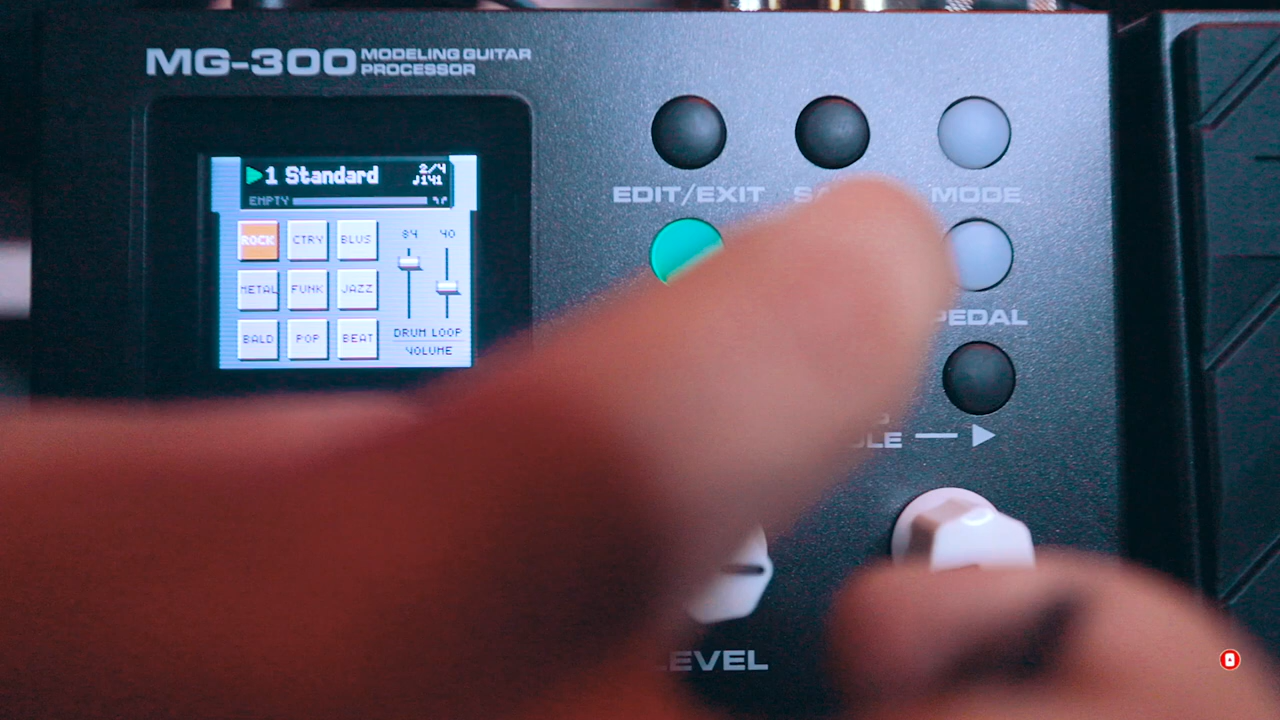 MG-300 MODELING GUITAR
PROCESSOR
1 Standard 2/4
♩141
EMPTY
ROCK CTRY BLUS 84 40
METAL FUNK JAZZ
BALD POP BEAT DRUM LOOP
VOLUME
EDIT/EXIT MODE
PEDAL
LEVEL